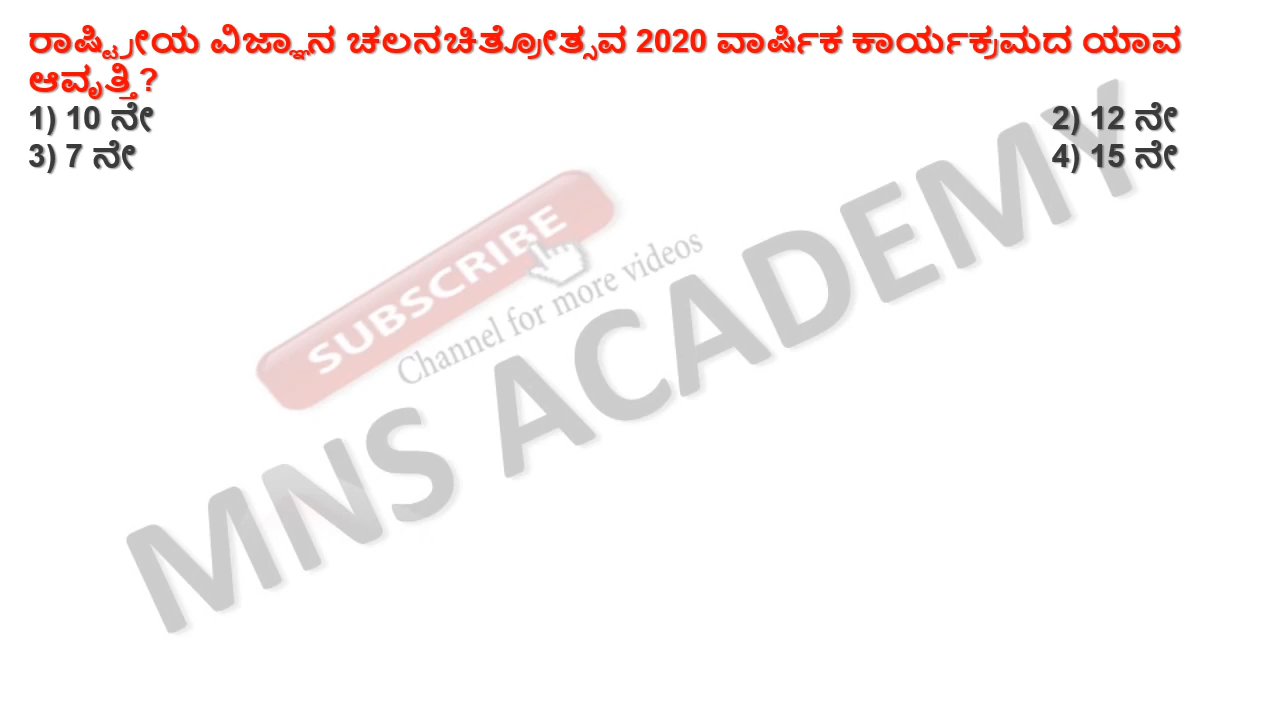 ರಾಷ್ಟ್ರೀಯ ವಿಜ್ಞಾನ ಚಲನಚಿತ್ರೋತ್ಸವ 2020 ವಾರ್ಷಿಕ ಕಾರ್ಯಕ್ರಮದ ಯಾವ
ಆವೃತ್ತಿ?
1) 10 ನೇ 2) 12 ನೇ
3) 7 ನೇ 4) 15 ನೇ
SUBSCRIBE
Channel for more videos
MNS ACADEMY